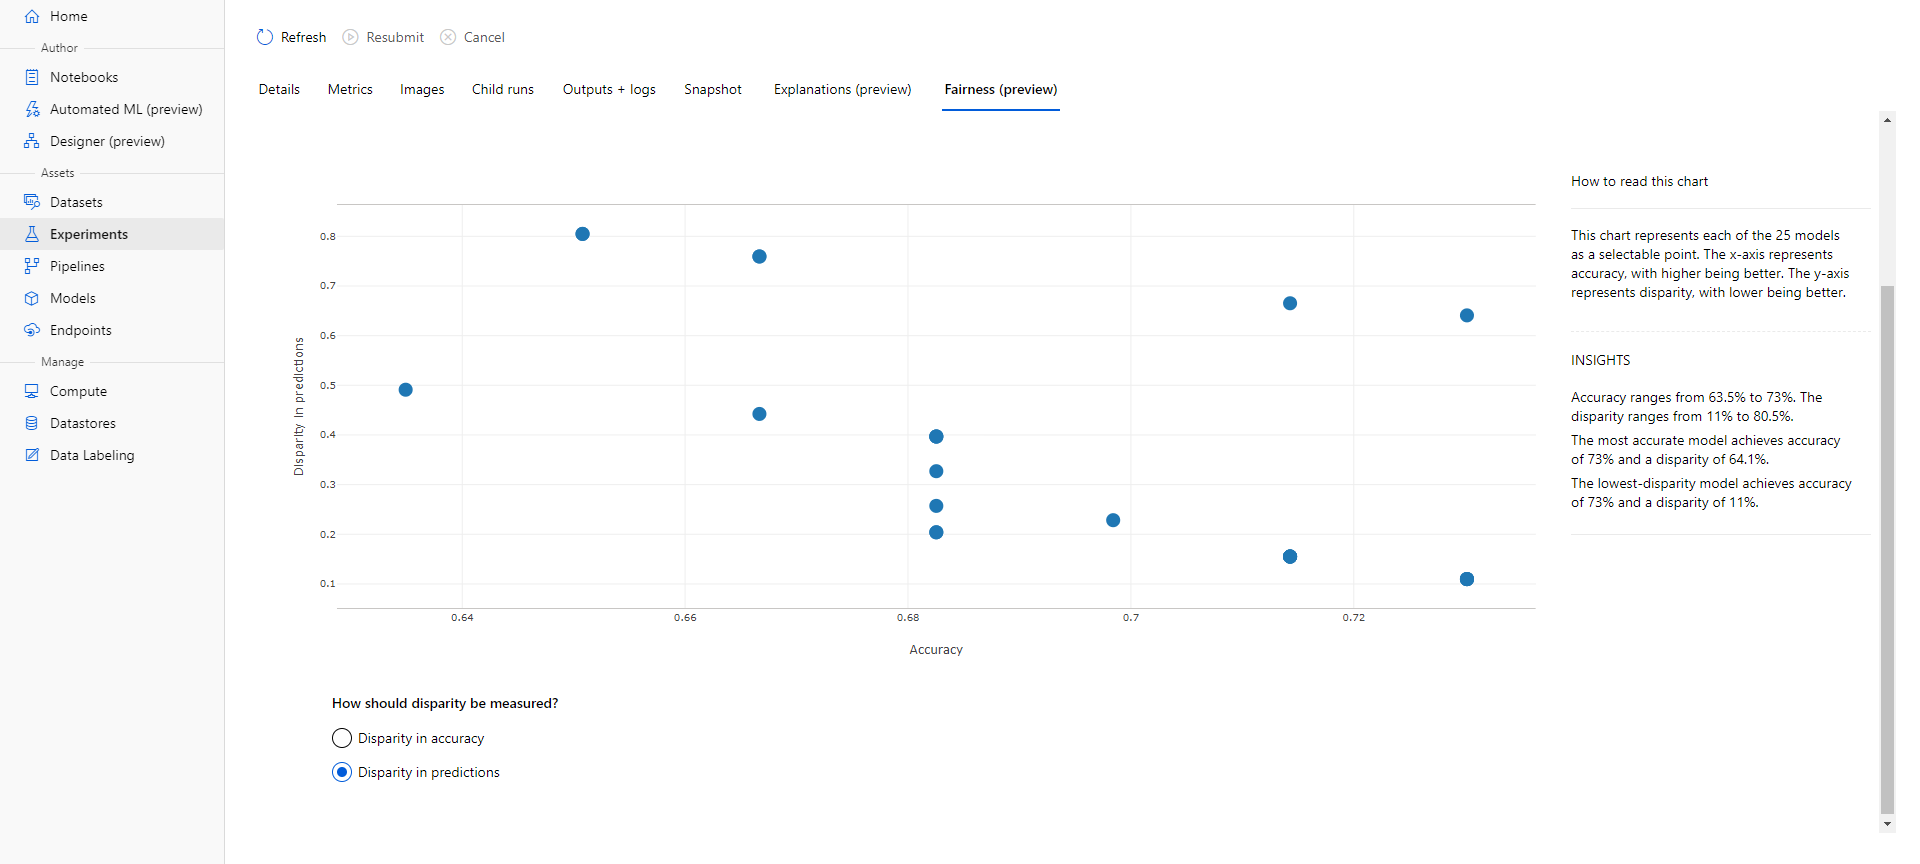 Home
Author
Notebooks
Automated ML (preview)
Designer (preview)
Assets
Datasets
Experiments
Pipelines
Models
Endpoints
Manage
Compute
Datastores
Data Labeling
Refresh Resubmit Cancel
Details Metrics Images Child runs Outputs + logs Snapshot Explanations (preview) Fairness (preview)
0.8
0.7
0.6
0.5
0.4
0.3
0.2
0.1
Disparity in predictions
0.64 0.66 0.68 0.7 0.72
Accuracy
How should disparity be measured?
Disparity in accuracy
Disparity in predictions
How to read this chart
This chart represents each of the 25 models
as a selectable point. The x-axis represents
accuracy, with higher being better. The y-axis
represents disparity, with lower being better.
INSIGHTS
Accuracy ranges from 63.5% to 73%. The
disparity ranges from 11% to 80.5%.
The most accurate model achieves accuracy
of 73% and a disparity of 64.1%.
The lowest-disparity model achieves accuracy
of 73% and a disparity of 11%.